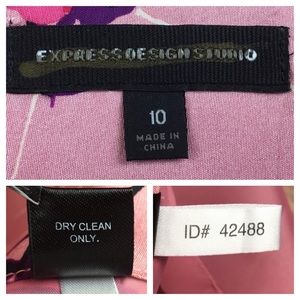 EXPRESS DESIGN STUDIO
10
MADE IN
CHINA
DRY CLEAN
ONLY.
ID# 42488